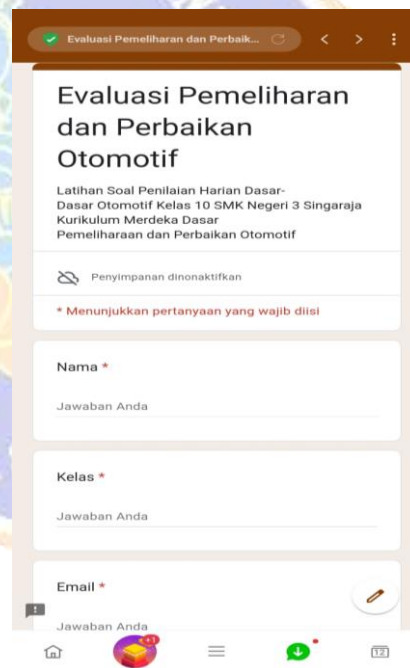 Evaluasi Pemeliharan dan Perbaik...
Evaluasi Pemeliharan
dan Perbaikan
Otomotif
Latihan Soal Penilaian Harian Dasar-
Dasar Otomotif Kelas 10 SMK Negeri 3 Singaraja
Kurikulum Merdeka Dasar
Pemeliharaan dan Perbaikan Otomotif
Penyimpanan dinonaktifkan
* Menunjukkan pertanyaan yang wajib diisi
Nama *
Jawaban Anda
Kelas *
Jawaban Anda
Email *
Jawaban Anda
+1
12